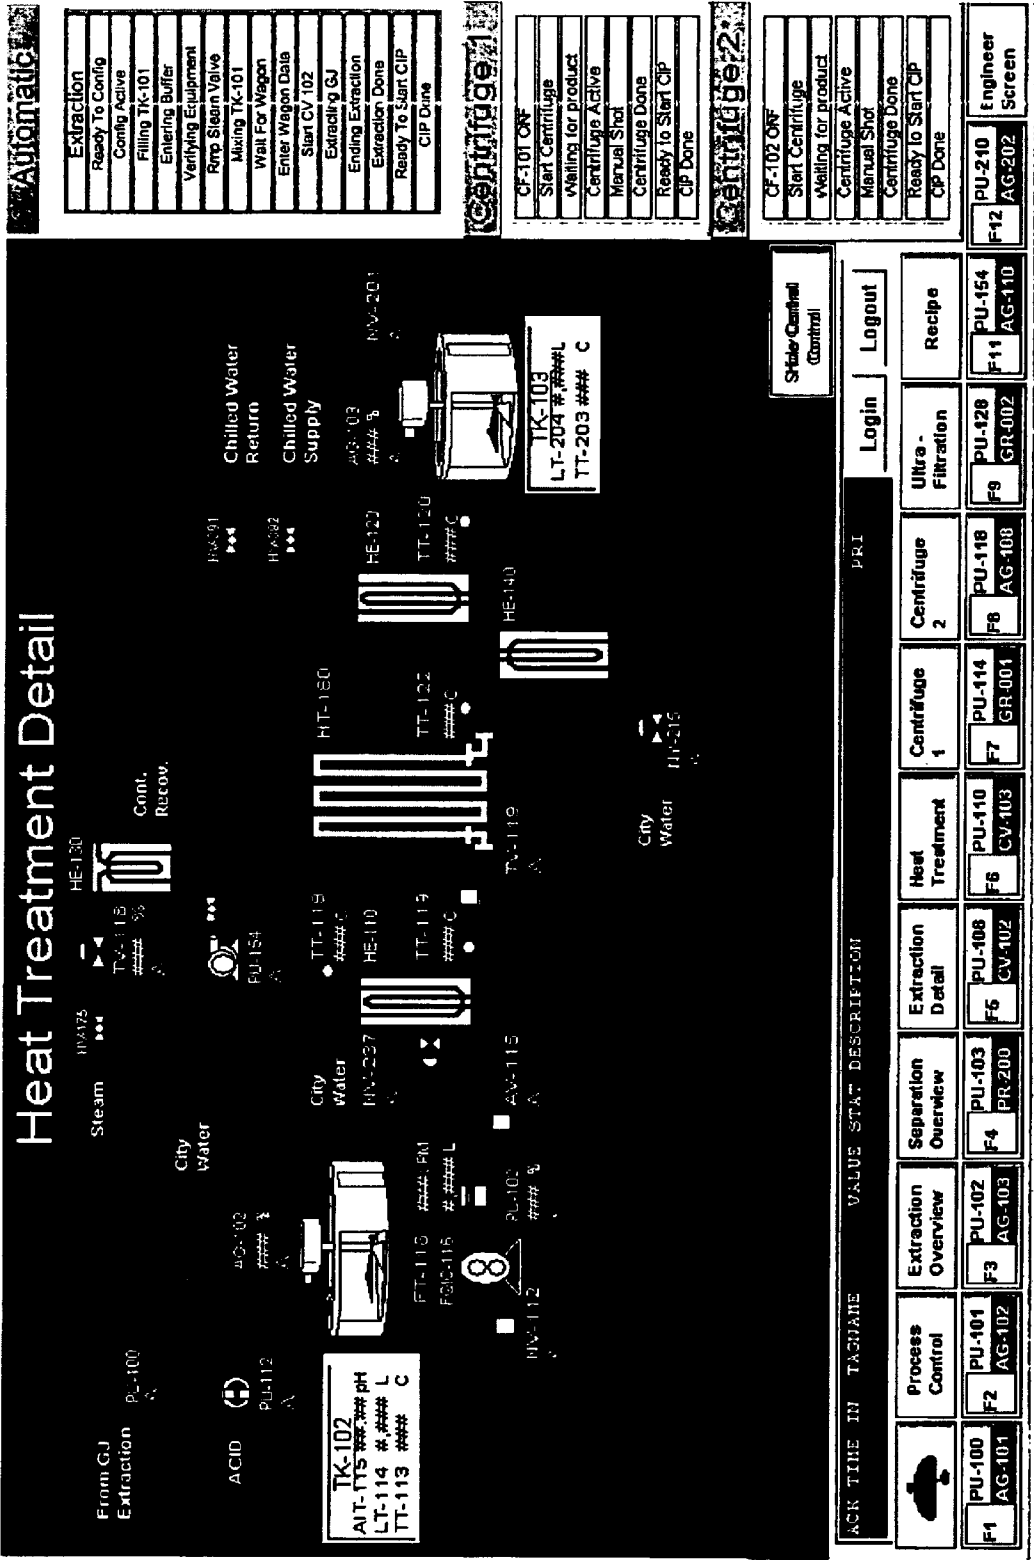 Heat Treatment Detail
Automatic
Extraction
Ready To Config
Config Active
Filling TK-101
Entering Buffer
Verifying Equipment
Rmp Steam Valve
Mixing TK-101
Wait For Wagon
Enter Wagon Data
Start CV 102
Extracting GJ
Ending Extraction
Extraction Done
Ready To Start CIP
CIP Done
Centrifuge 1
CF-101 Off
Start Centrifuge
Waiting for product
Centrifuge Active
Manual Shot
Centrifuge Done
Ready to Start CIP
CIP Done
Centrifuge 2
CF-102 Off
Start Centrifuge
Waiting for product
Centrifuge Active
Manual Shot
Centrifuge Done
Ready to Start CIP
CIP Done
From GJ
Extraction
PU-100
A
ACID
PU-112
A
City
Water
Steam
HV-175
TV-118
### %
A
HE-130
Cont.
Recov.
PU-154
A
AG-102
### %
A
TK-102
AIT-115 ##.## pH
LT-114 #,### L
TT-113 ### C
NV-112
FT-116
FQIC-116
#,### L
PU-102
### %
AV-115
A
City
Water
NV-237
A
TT-118
###C
HE-110
TT-119
###C
TV-119
A
HT-160
TT-122
###C
City
Water
NV-215
A
HE-140
HE-120
TT-120
###C
Chilled Water
Return
Chilled Water
Supply
AG-103
### %
A
NV-201
A
TK-103
LT-204 #,###L
TT-203 ### C
ACK TIME IN TAGNAME VALUE STAT DESCRIPTION PRI
Login
Logout
Process
Control
Extraction
Overview
Separation
Overview
Extraction
Detail
Heat
Treatment
Centrifuge
1
Centrifuge
2
Ultra-
Filtration
Recipe
Engineer
Screen
F1 PU-100 AG-101
F2 PU-101 AG-102
F3 PU-102 AG-103
F4 PU-103 PR-200
F5 PU-108 CV-102
F6 PU-110 CV-103
F7 PU-114 GR-001
F8 PU-118 AG-108
F9 PU-128 GR-002
F11 PU-154 AG-110
F12 PU-210 AG-202